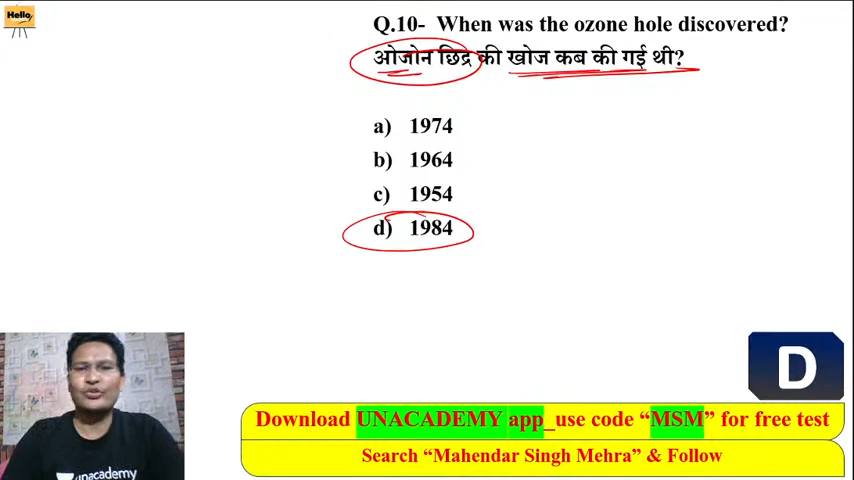 Hello
Q.10- When was the ozone hole discovered?
ओजोन छिद्र की खोज कब की गई थी?
a) 1974
b) 1964
c) 1954
d) 1984
D
unacademy
Download UNACADEMY app_use code “MSM” for free test
Search “Mahendar Singh Mehra” & Follow